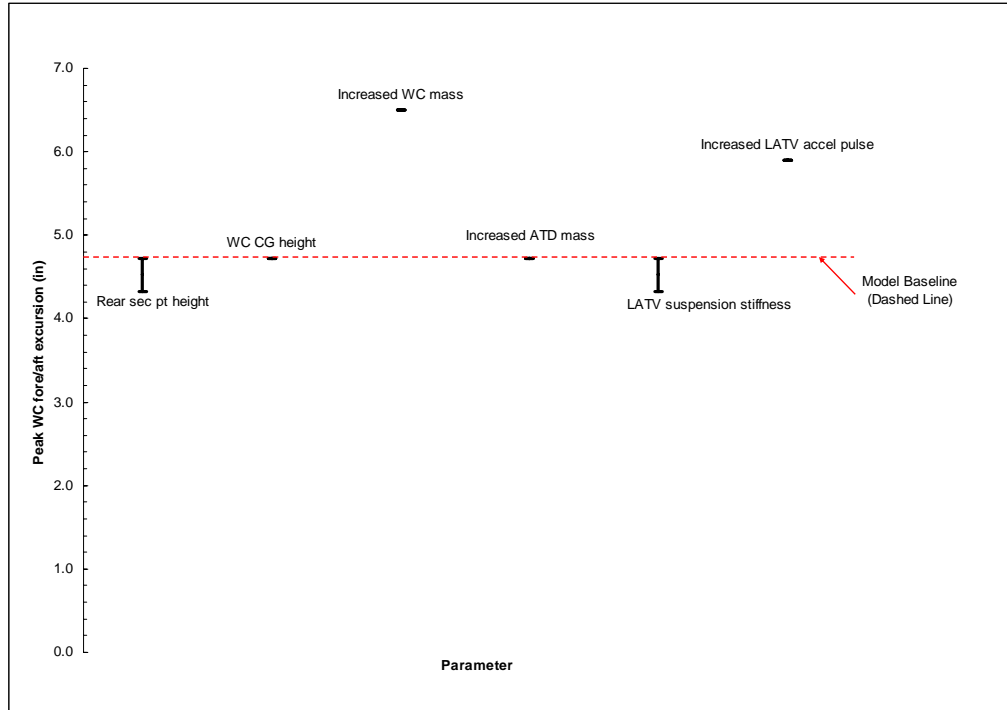 7.0
Increased WC mass
6.0
Increased LATV accel pulse
5.0
WC CG height
Increased ATD mass
Rear sec pt height
LATV suspension stiffness
Model Baseline
(Dashed Line)
4.0
3.0
2.0
1.0
0.0
Peak WC fore/aft excursion (in)
Parameter